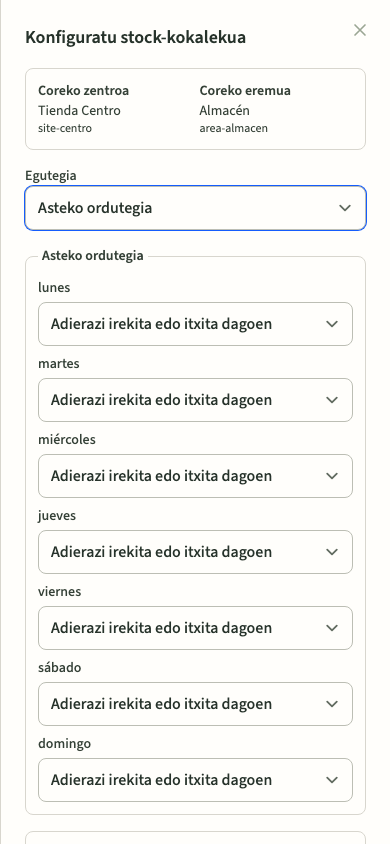 Konfiguratu stock-kokalekua
Coreko zentroa
Tienda Centro
site-centro
Coreko eremua
Almacén
area-almacen
Egutegia
Asteko ordutegia
Asteko ordutegia
lunes
Adierazi irekita edo itxita dagoen
martes
Adierazi irekita edo itxita dagoen
miércoles
Adierazi irekita edo itxita dagoen
jueves
Adierazi irekita edo itxita dagoen
viernes
Adierazi irekita edo itxita dagoen
sábado
Adierazi irekita edo itxita dagoen
domingo
Adierazi irekita edo itxita dagoen